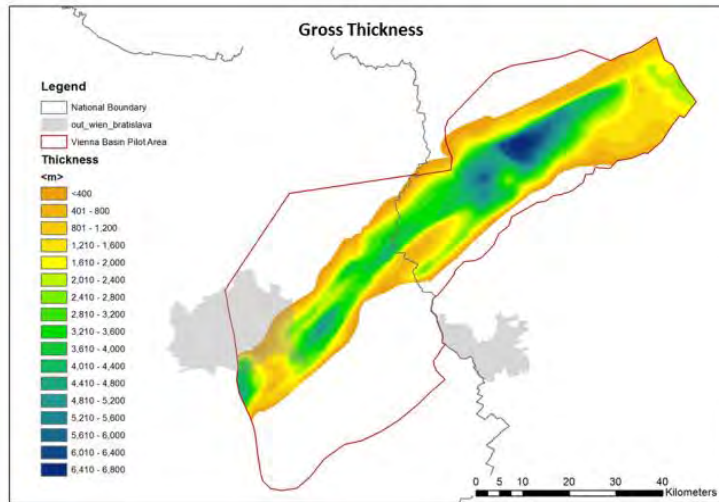 Gross Thickness
Legend
National Boundary
out_wien_bratislava
Vienna Basin Pilot Area
Thickness
<m>
<400
401 - 800
801 - 1,200
1,210 - 1,600
1,610 - 2,000
2,010 - 2,400
2,410 - 2,800
2,810 - 3,200
3,210 - 3,600
3,610 - 4,000
4,010 - 4,400
4,410 - 4,800
4,810 - 5,200
5,210 - 5,600
5,610 - 6,000
6,010 - 6,400
6,410 - 6,800
0 5 10 20 30 40
Kilometers